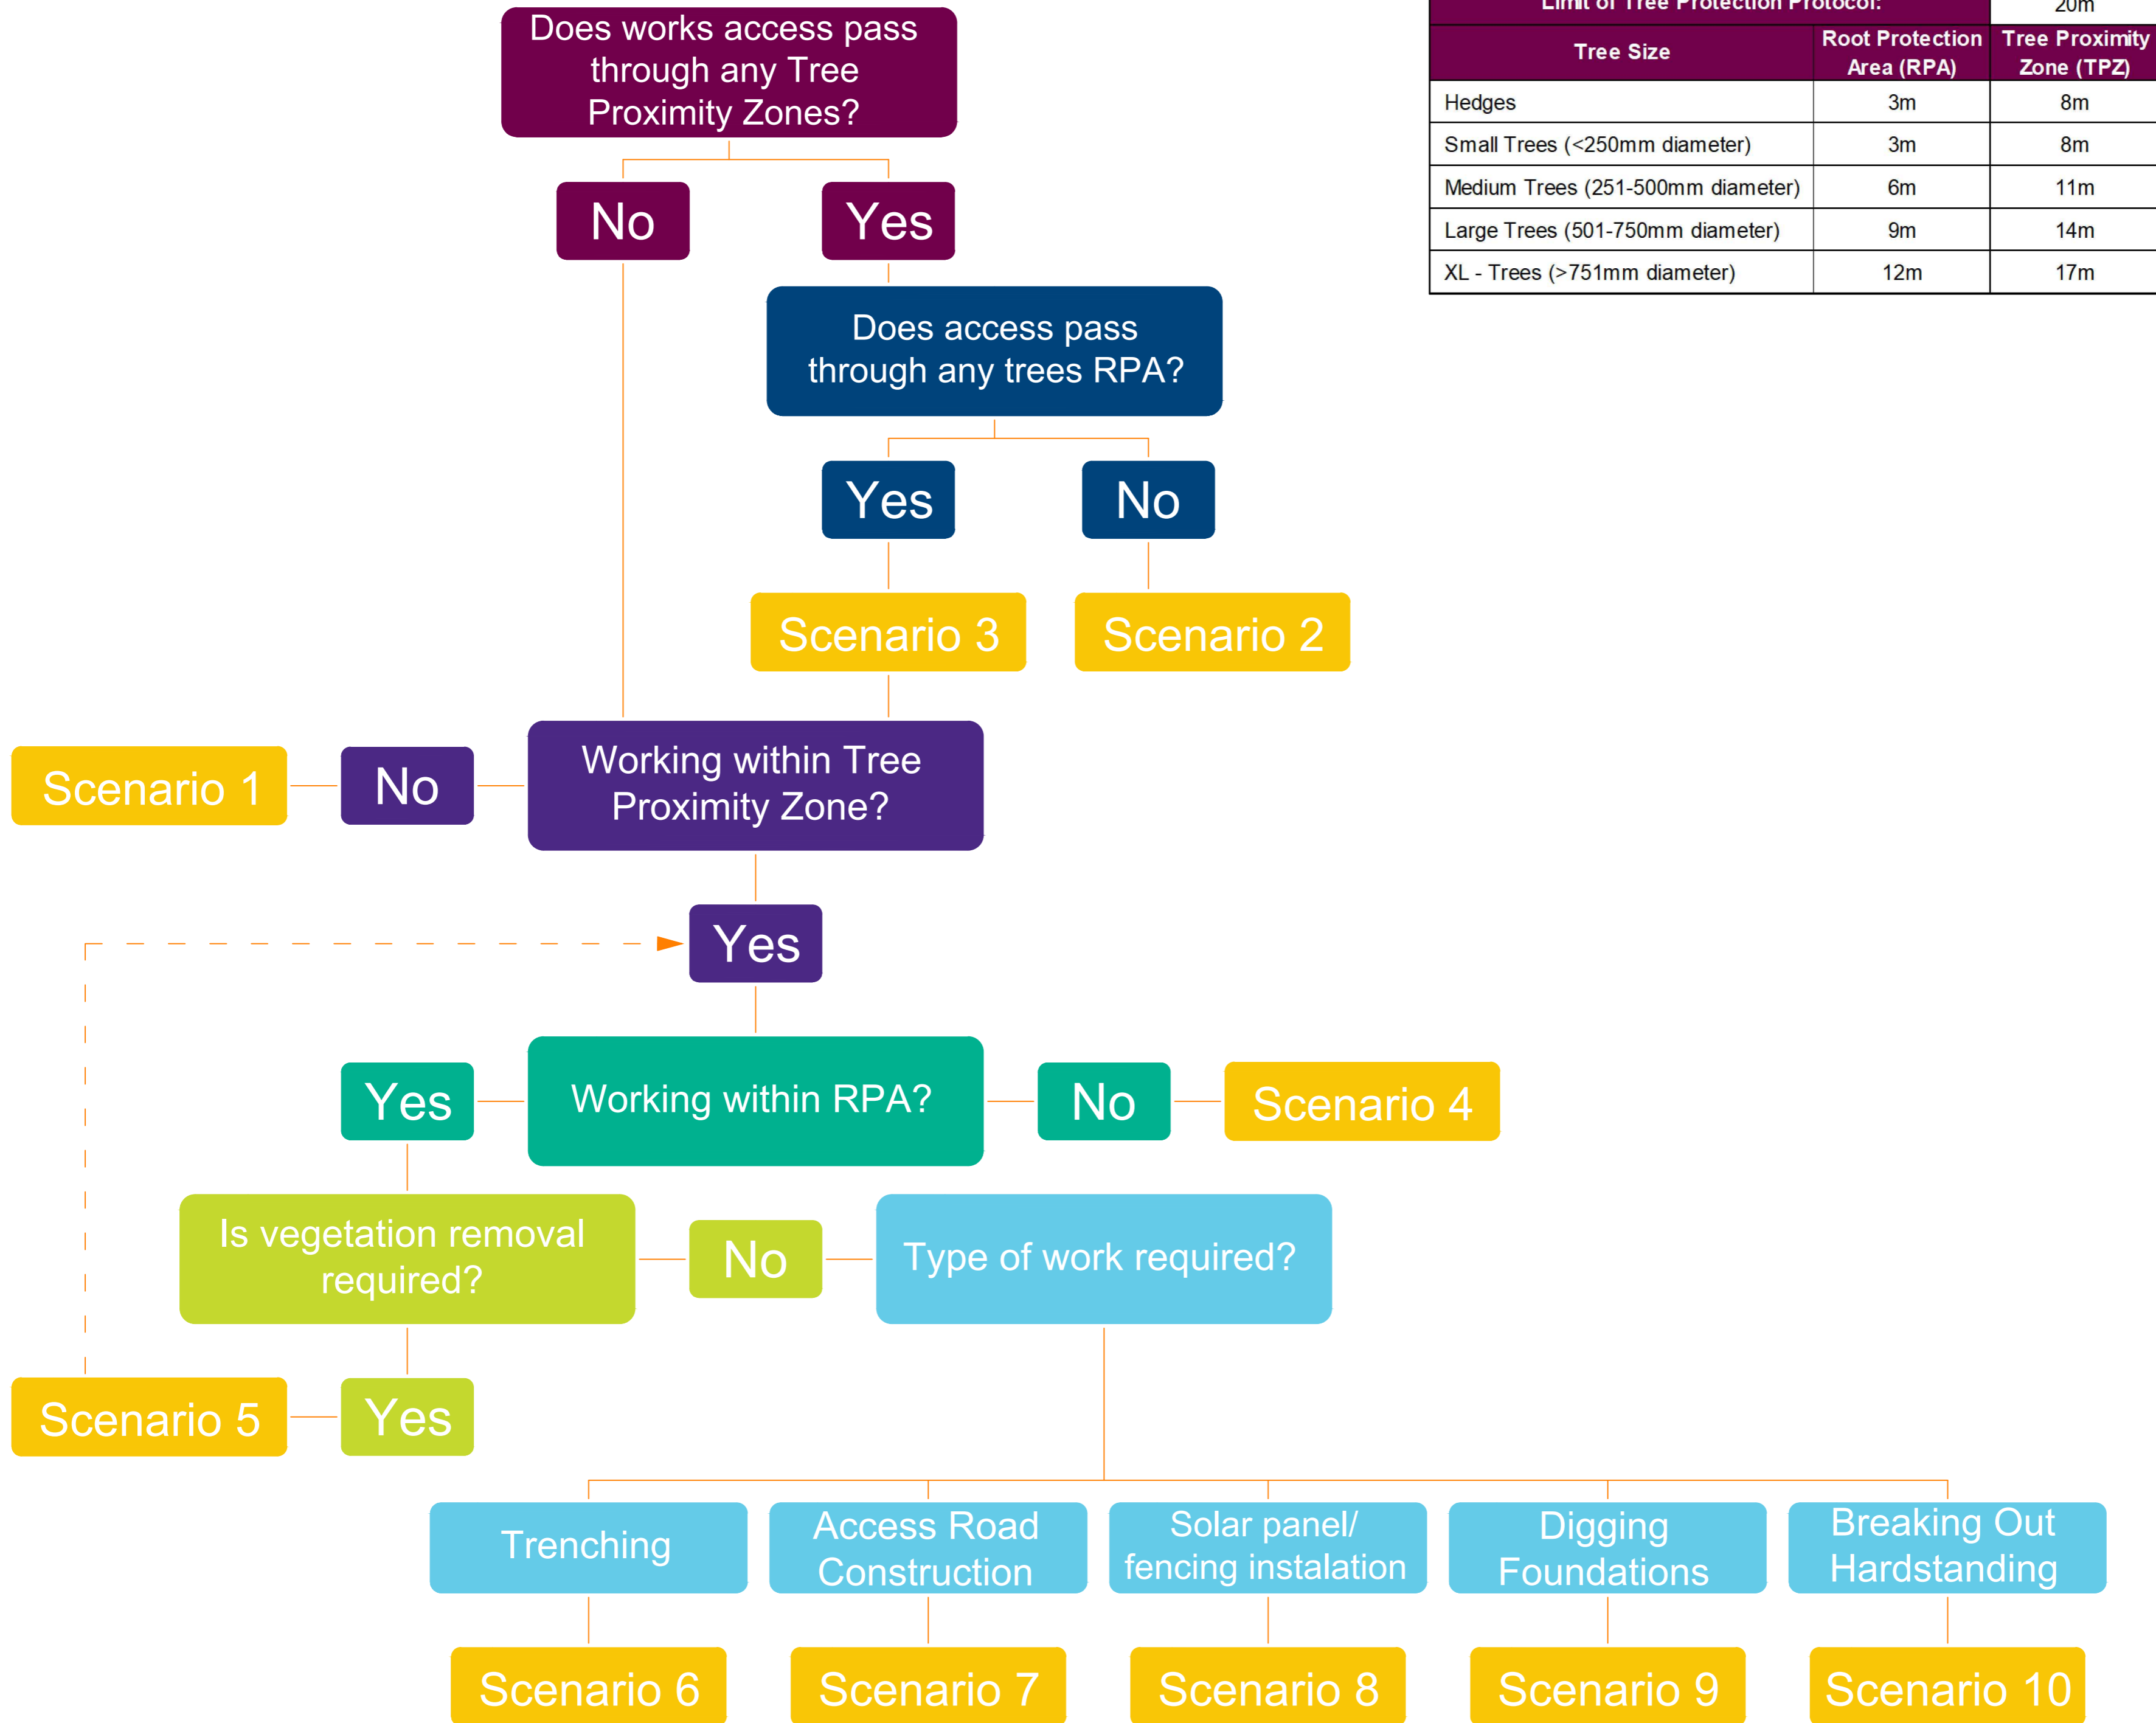 Does works access pass
through any Tree
Proximity Zones?
Limit of Tree Protection Protocol: 20m
Tree Size Root Protection Area (RPA) Tree Proximity Zone (TPZ)
Hedges 3m 8m
Small Trees (<250mm diameter) 3m 8m
Medium Trees (251-500mm diameter) 6m 11m
Large Trees (501-750mm diameter) 9m 14m
XL - Trees (>751mm diameter) 12m 17m
No Yes
Does access pass
through any trees RPA?
Yes No
Scenario 3 Scenario 2
Scenario 1 No
Working within Tree
Proximity Zone?
Yes
Yes Working within RPA? No Scenario 4
Is vegetation removal
required?
No Type of work required?
Scenario 5 Yes
Trenching
Access Road
Construction
Solar panel/
fencing instalation
Digging
Foundations
Breaking Out
Hardstanding
Scenario 6 Scenario 7 Scenario 8 Scenario 9 Scenario 10